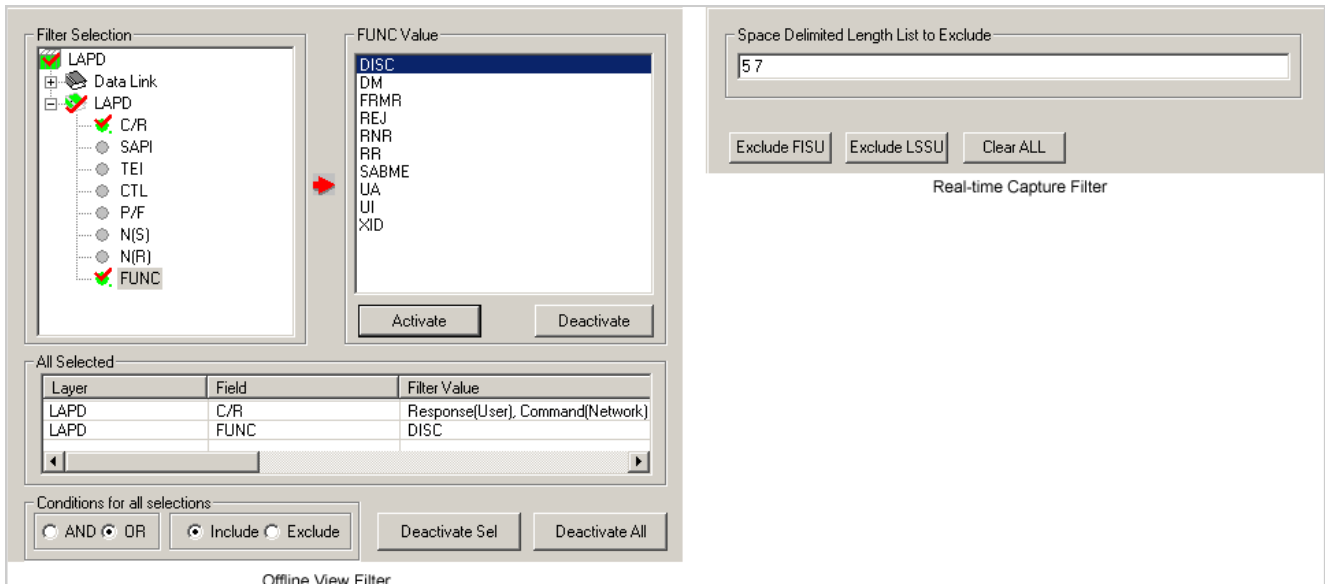 Filter Selection
LAPD
Data Link
LAPD
C/R
SAPI
TEI
CTL
P/F
N(S)
N(R)
FUNC
FUNC Value
DISC
DM
FRMR
REJ
RNR
RR
SABME
UA
UI
XID
Activate Deactivate
All Selected
Layer Field Filter Value
LAPD C/R Response(User), Command(Network)
LAPD FUNC DISC
Conditions for all selections
AND OR Include Exclude
Deactivate Sel Deactivate All
Offline View Filter
Space Delimited Length List to Exclude
5 7
Exclude FISU Exclude LSSU Clear ALL
Real-time Capture Filter